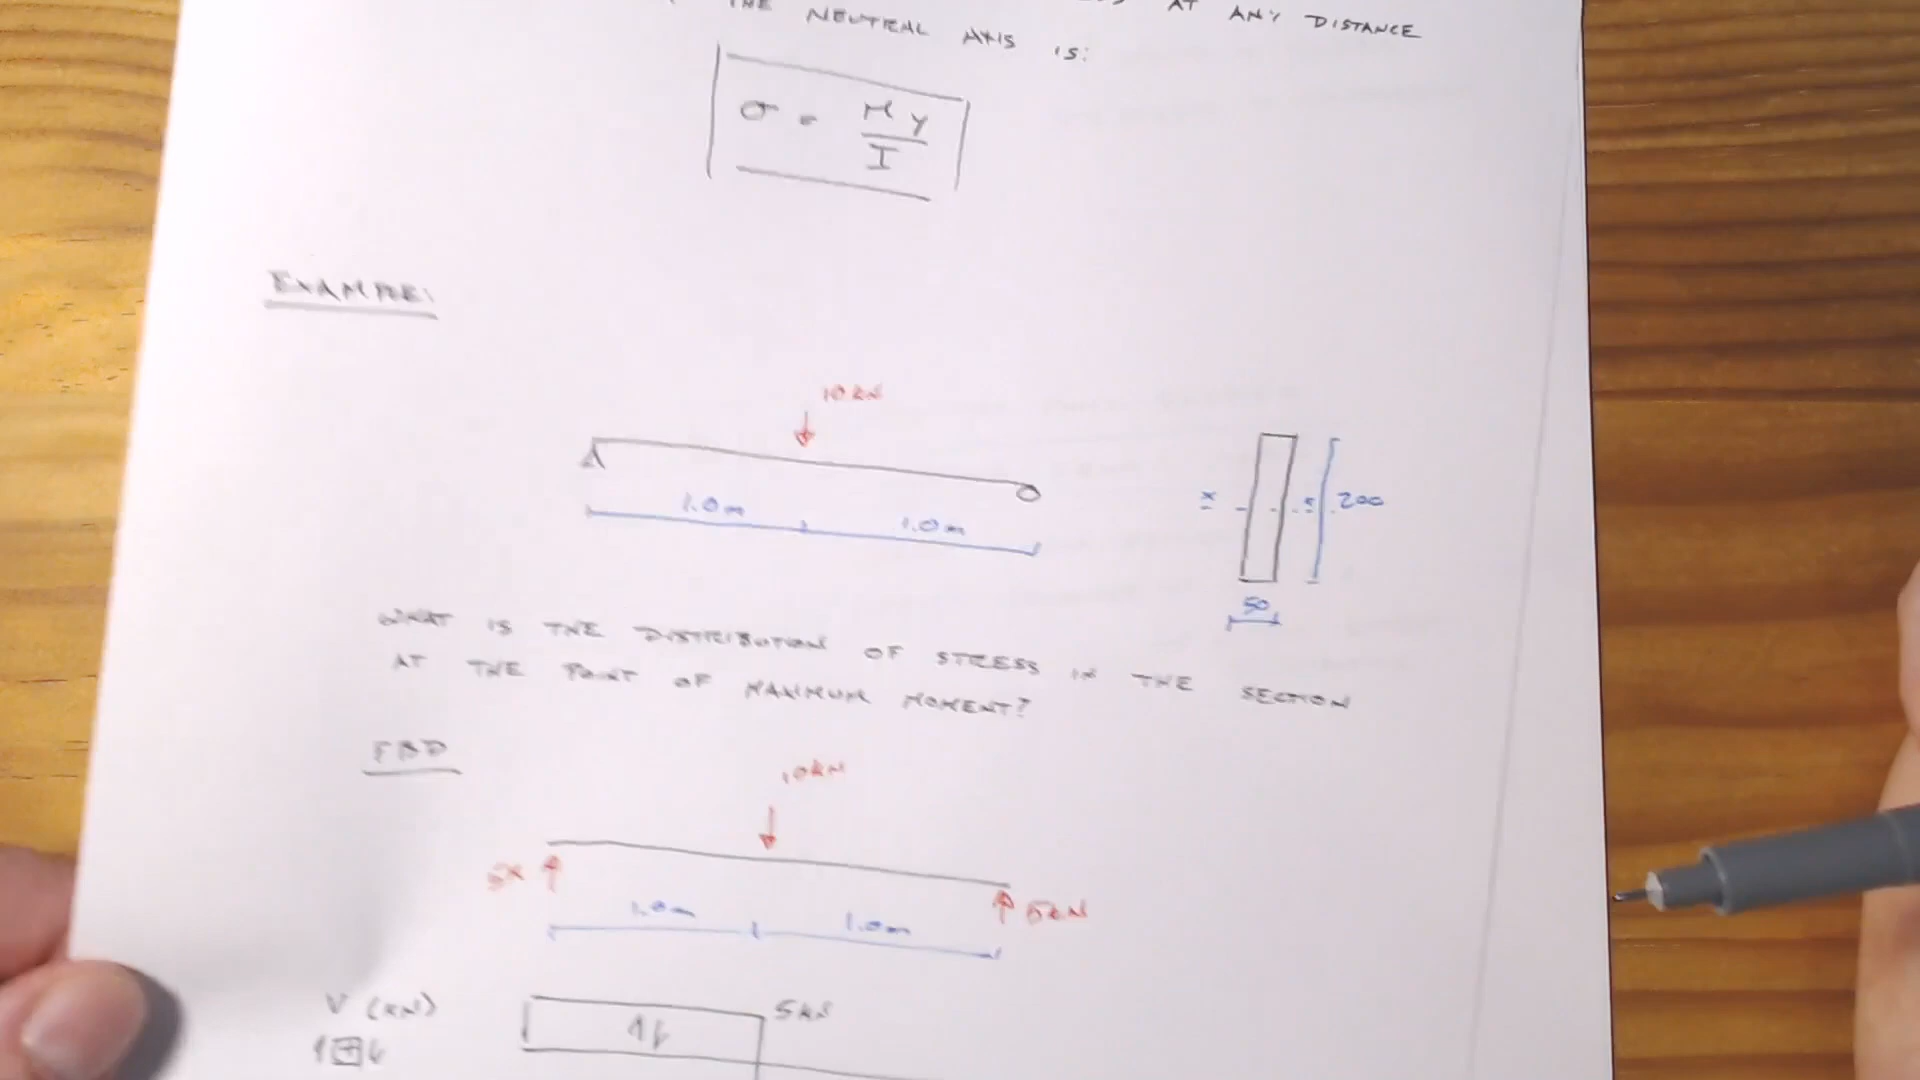 AT ANY DISTANCE
THE NEUTRAL AXIS IS:
σ = My/I
EXAMPLE:
10kN
1.0m 1.0m
x 200
50
WHAT IS THE DISTRIBUTION OF STRESS IN THE SECTION
AT THE POINT OF MAXIMUM MOMENT?
FBD
10kN
5kN
1.0m 1.0m
V (kN)
5kN
+